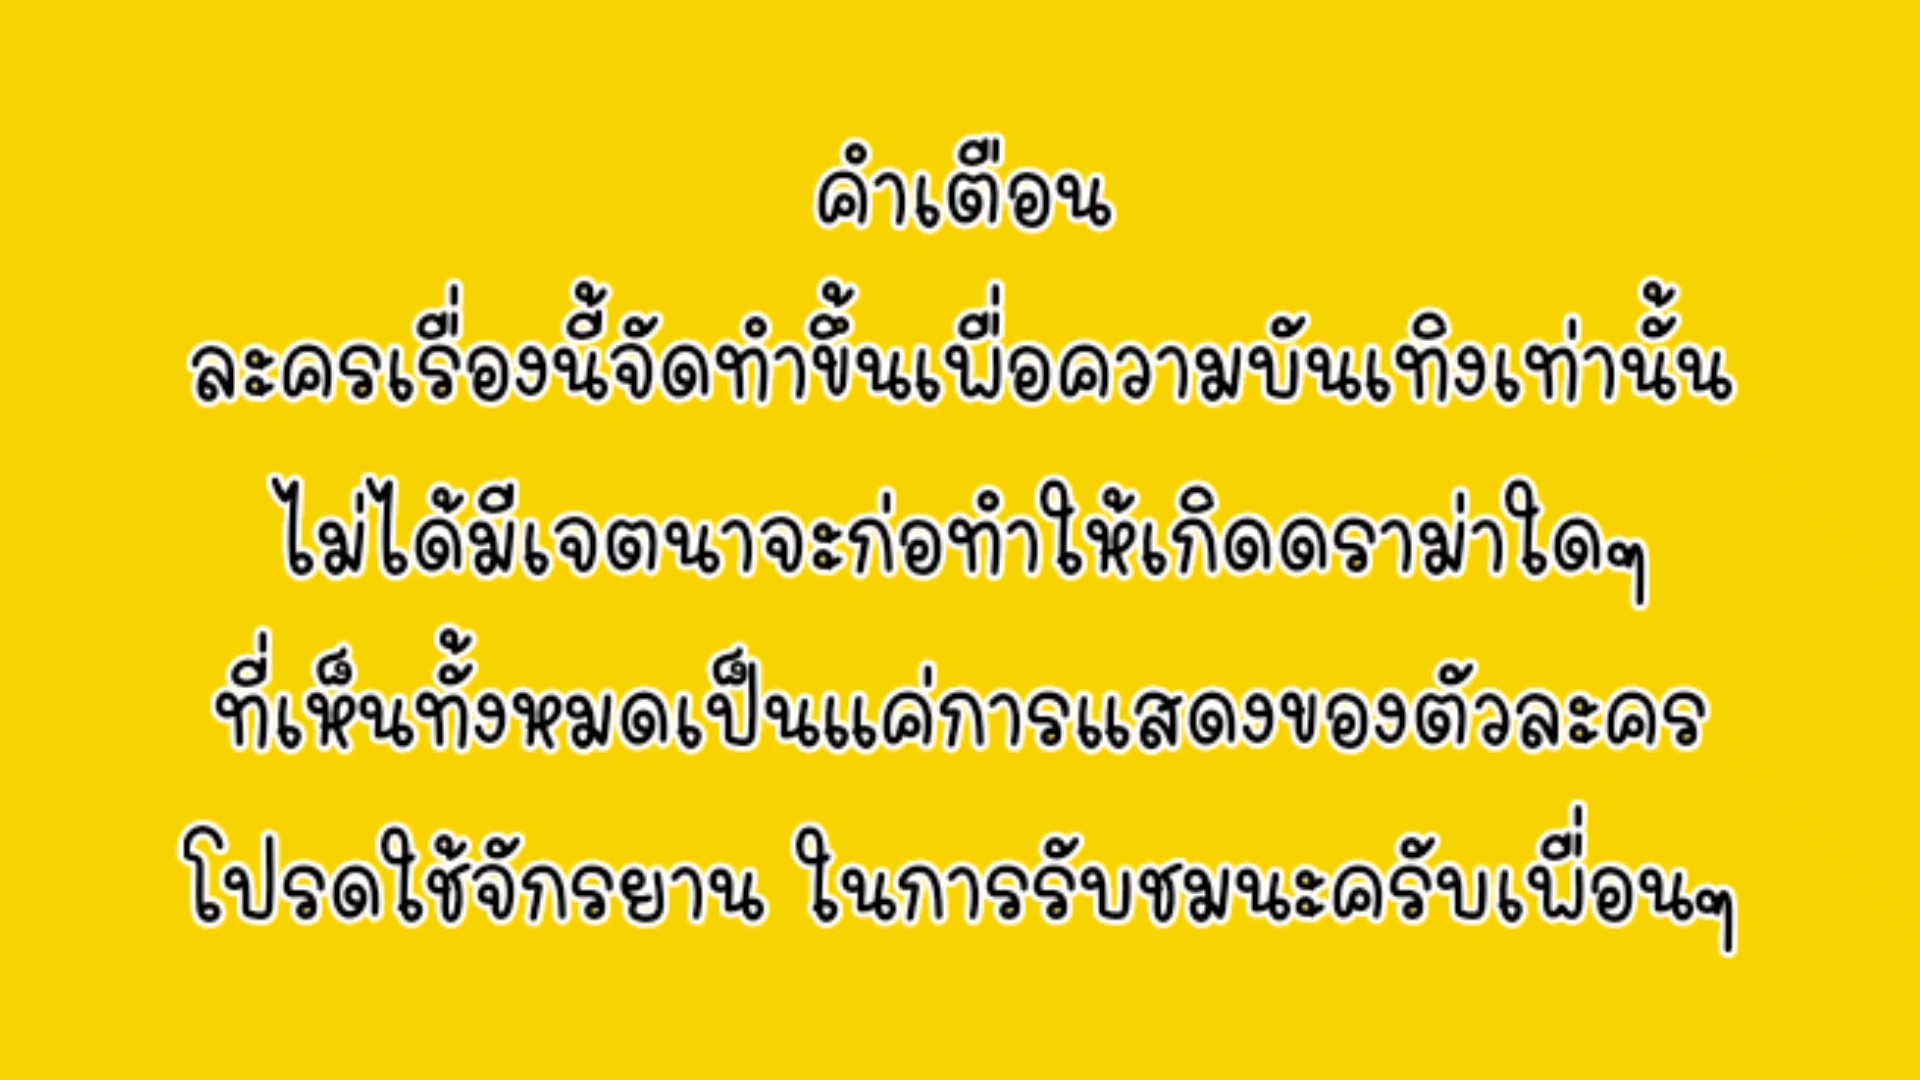 คำเตือน
ละครเรื่องนี้จัดทำขึ้นเพื่อความบันเทิงเท่านั้น
ไม่ได้มีเจตนาจะก่อทำให้เกิดดราม่าใดๆ
ที่เห็นทั้งหมดเป็นแค่การแสดงของตัวละคร
โปรดใช้จักรยาน ในการรับชมนะครับเพื่อนๆ